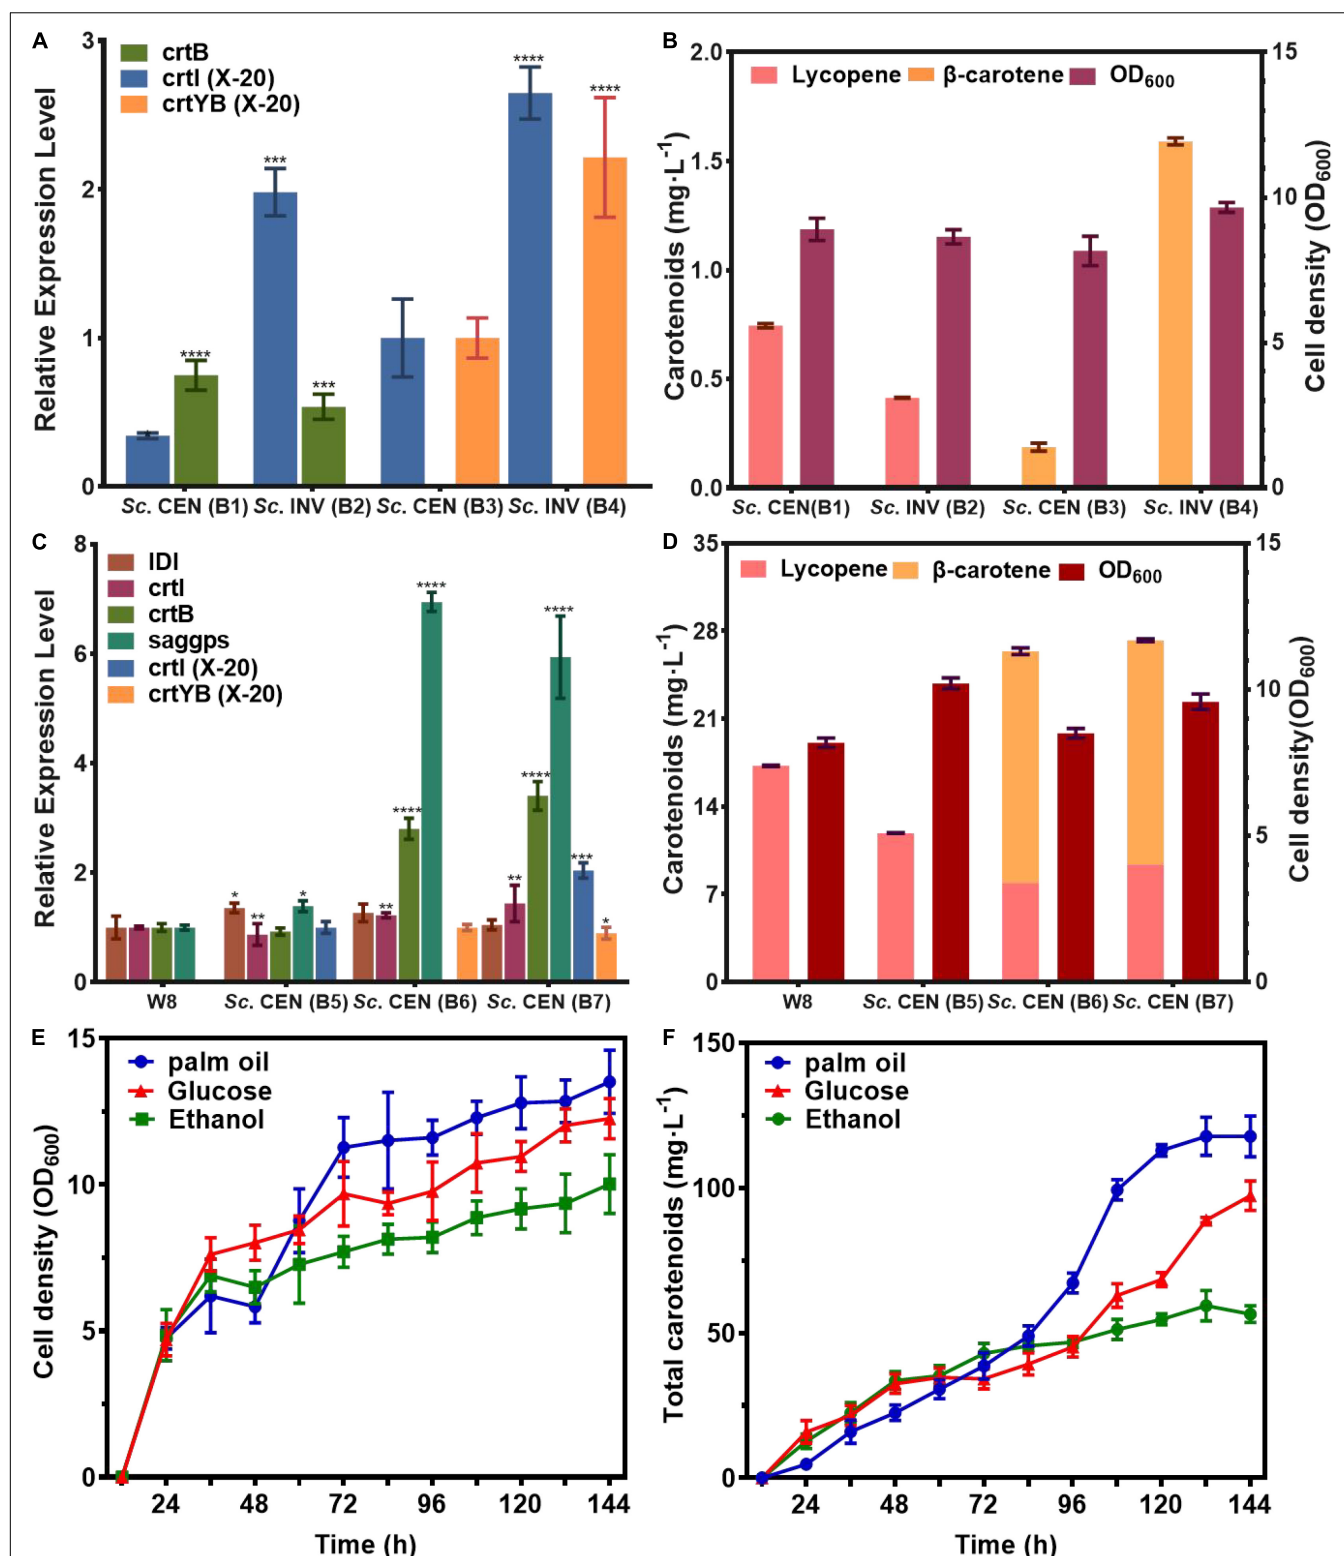 A
3
2
1
0
Relative Expression Level
crtB
crtI (X-20)
crtYB (X-20)
****
***
***
****
****
Sc. CEN (B1) Sc. INV (B2) Sc. CEN (B3) Sc. INV (B4)
B
2.0
1.5
1.0
0.5
0.0
Carotenoids (mg·L-1)
Lycopene β-carotene OD600
15
10
5
0
Cell density (OD600)
Sc. CEN(B1) Sc. INV (B2) Sc. CEN (B3) Sc. INV (B4)
C
8
6
4
2
0
Relative Expression Level
IDI
crtI
crtB
saggps
crtI (X-20)
crtYB (X-20)
*
**
*
**
****
****
**
****
****
***
*
W8 Sc. CEN (B5) Sc. CEN (B6) Sc. CEN (B7)
D
35
28
21
14
7
0
Carotenoids (mg·L-1)
Lycopene β-carotene OD600
15
10
5
0
Cell density(OD600)
W8 Sc. CEN (B5) Sc. CEN (B6) Sc. CEN (B7)
E
15
10
5
0
Cell density (OD600)
palm oil
Glucose
Ethanol
24 48 72 96 120 144
Time (h)
F
150
100
50
0
Total carotenoids (mg·L-1)
palm oil
Glucose
Ethanol
24 48 72 96 120 144
Time (h)